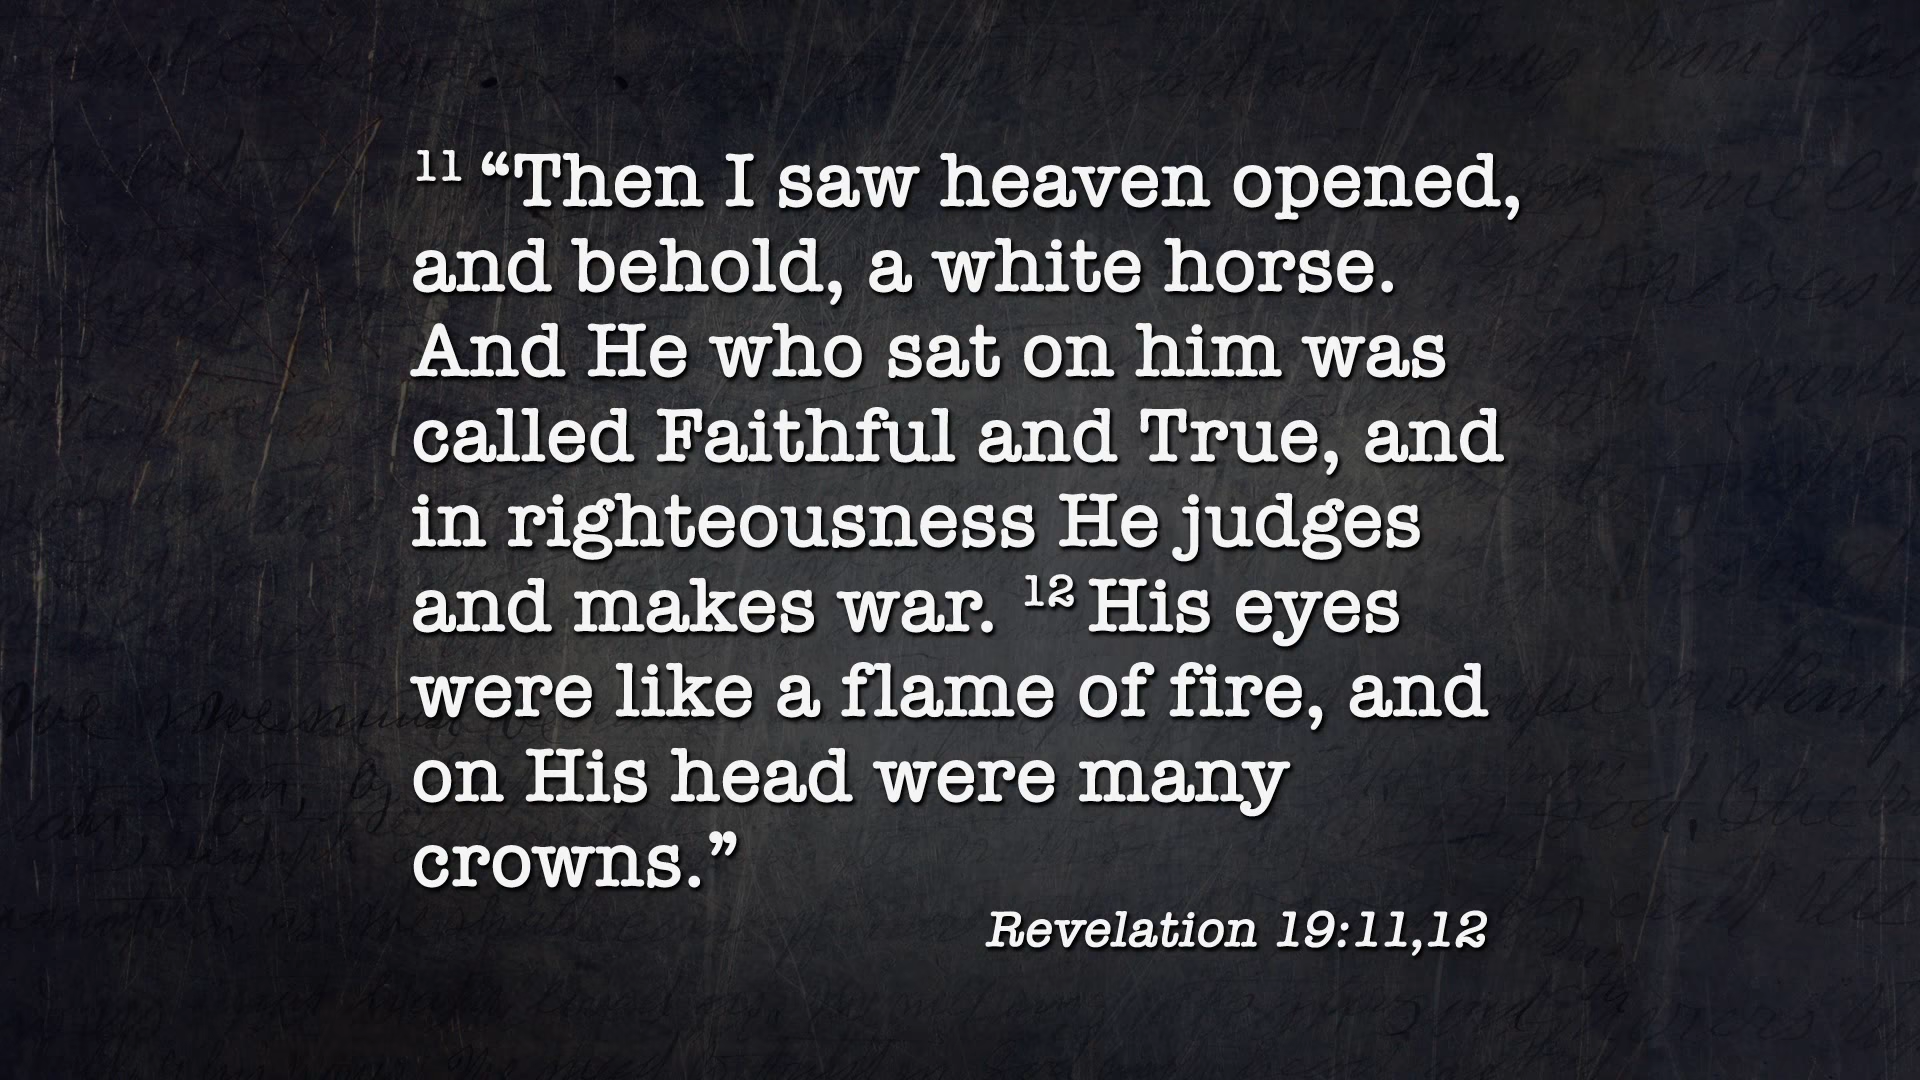 11 “Then I saw heaven opened,
and behold, a white horse.
And He who sat on him was
called Faithful and True, and
in righteousness He judges
and makes war. 12 His eyes
were like a flame of fire, and
on His head were many
crowns.”
Revelation 19:11,12